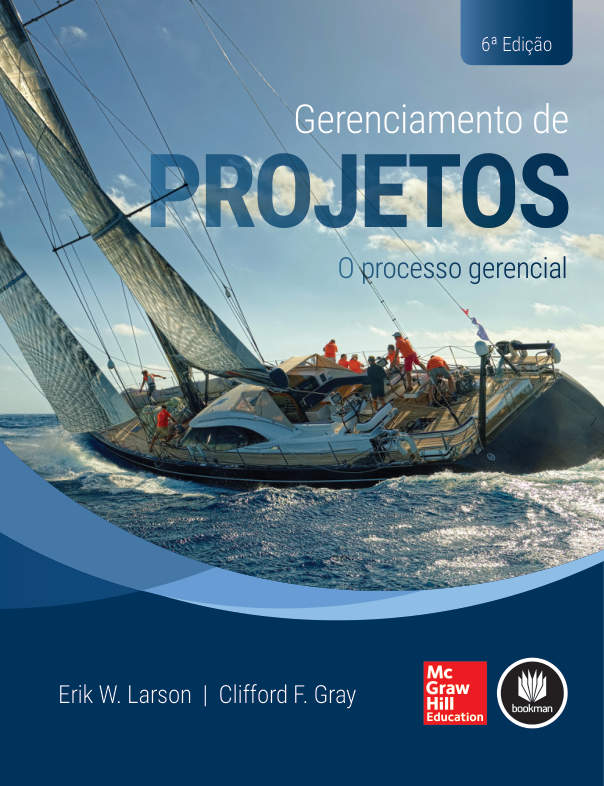 6ª Edição
Gerenciamento de
PROJETOS
O processo gerencial
Erik W. Larson | Clifford F. Gray
Mc
Graw
Hill
Education
bookman